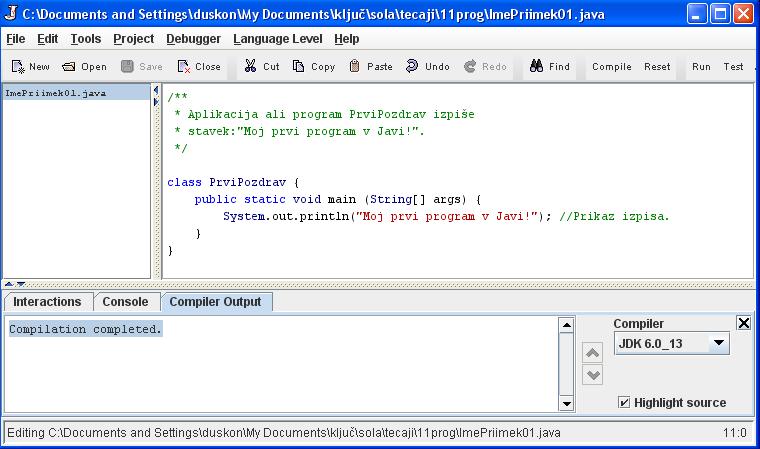 C:\Documents and Settings\duskon\My Documents\ključ\sola\tecaji\11prog\ImePriimek01.java
File Edit Tools Project Debugger Language Level Help
New Open Save Close Cut Copy Paste Undo Redo Find Compile Reset Run Test
ImePriimek01.java
/**
* Aplikacija ali program PrviPozdrav izpiše
* stavek:"Moj prvi program v Javi!".
*/
class PrviPozdrav {
public static void main (String[] args) {
System.out.println("Moj prvi program v Javi!"); //Prikaz izpisa.
}
}
Interactions Console Compiler Output
Compilation completed.
Compiler
JDK 6.0_13
Highlight source
Editing C:\Documents and Settings\duskon\My Documents\ključ\sola\tecaji\11prog\ImePriimek01.java 11:0